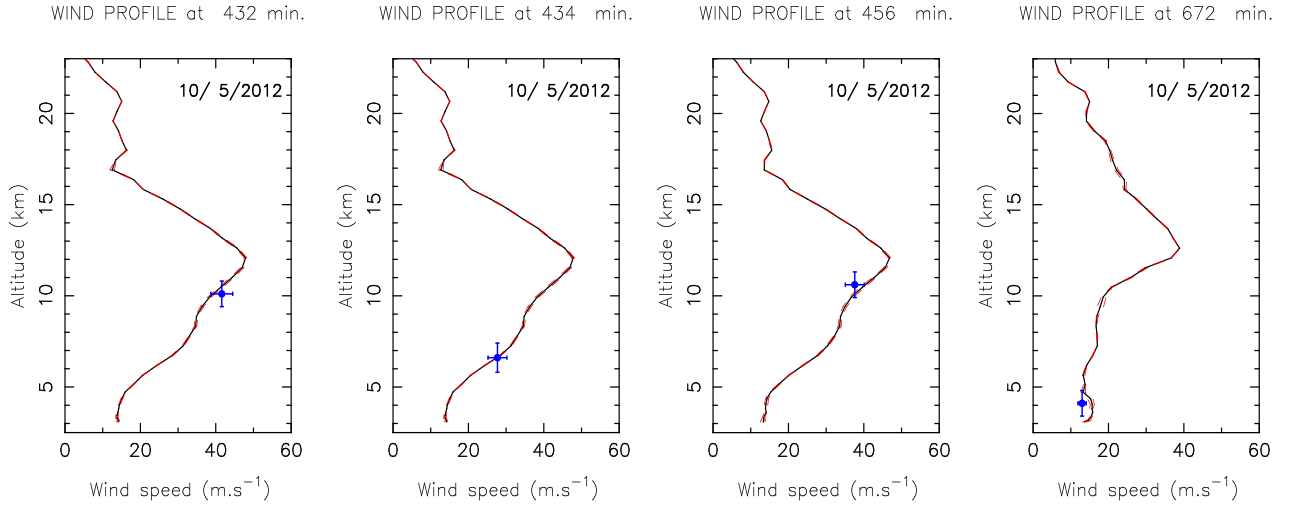 WIND PROFILE at 432 min.
10/ 5/2012
20
15
10
5
Altitude (km)
0 20 40 60
Wind speed (m.s⁻¹)
WIND PROFILE at 434 min.
10/ 5/2012
20
15
10
5
Altitude (km)
0 20 40 60
Wind speed (m.s⁻¹)
WIND PROFILE at 456 min.
10/ 5/2012
20
15
10
5
Altitude (km)
0 20 40 60
Wind speed (m.s⁻¹)
WIND PROFILE at 672 min.
10/ 5/2012
20
15
10
5
Altitude (km)
0 20 40 60
Wind speed (m.s⁻¹)